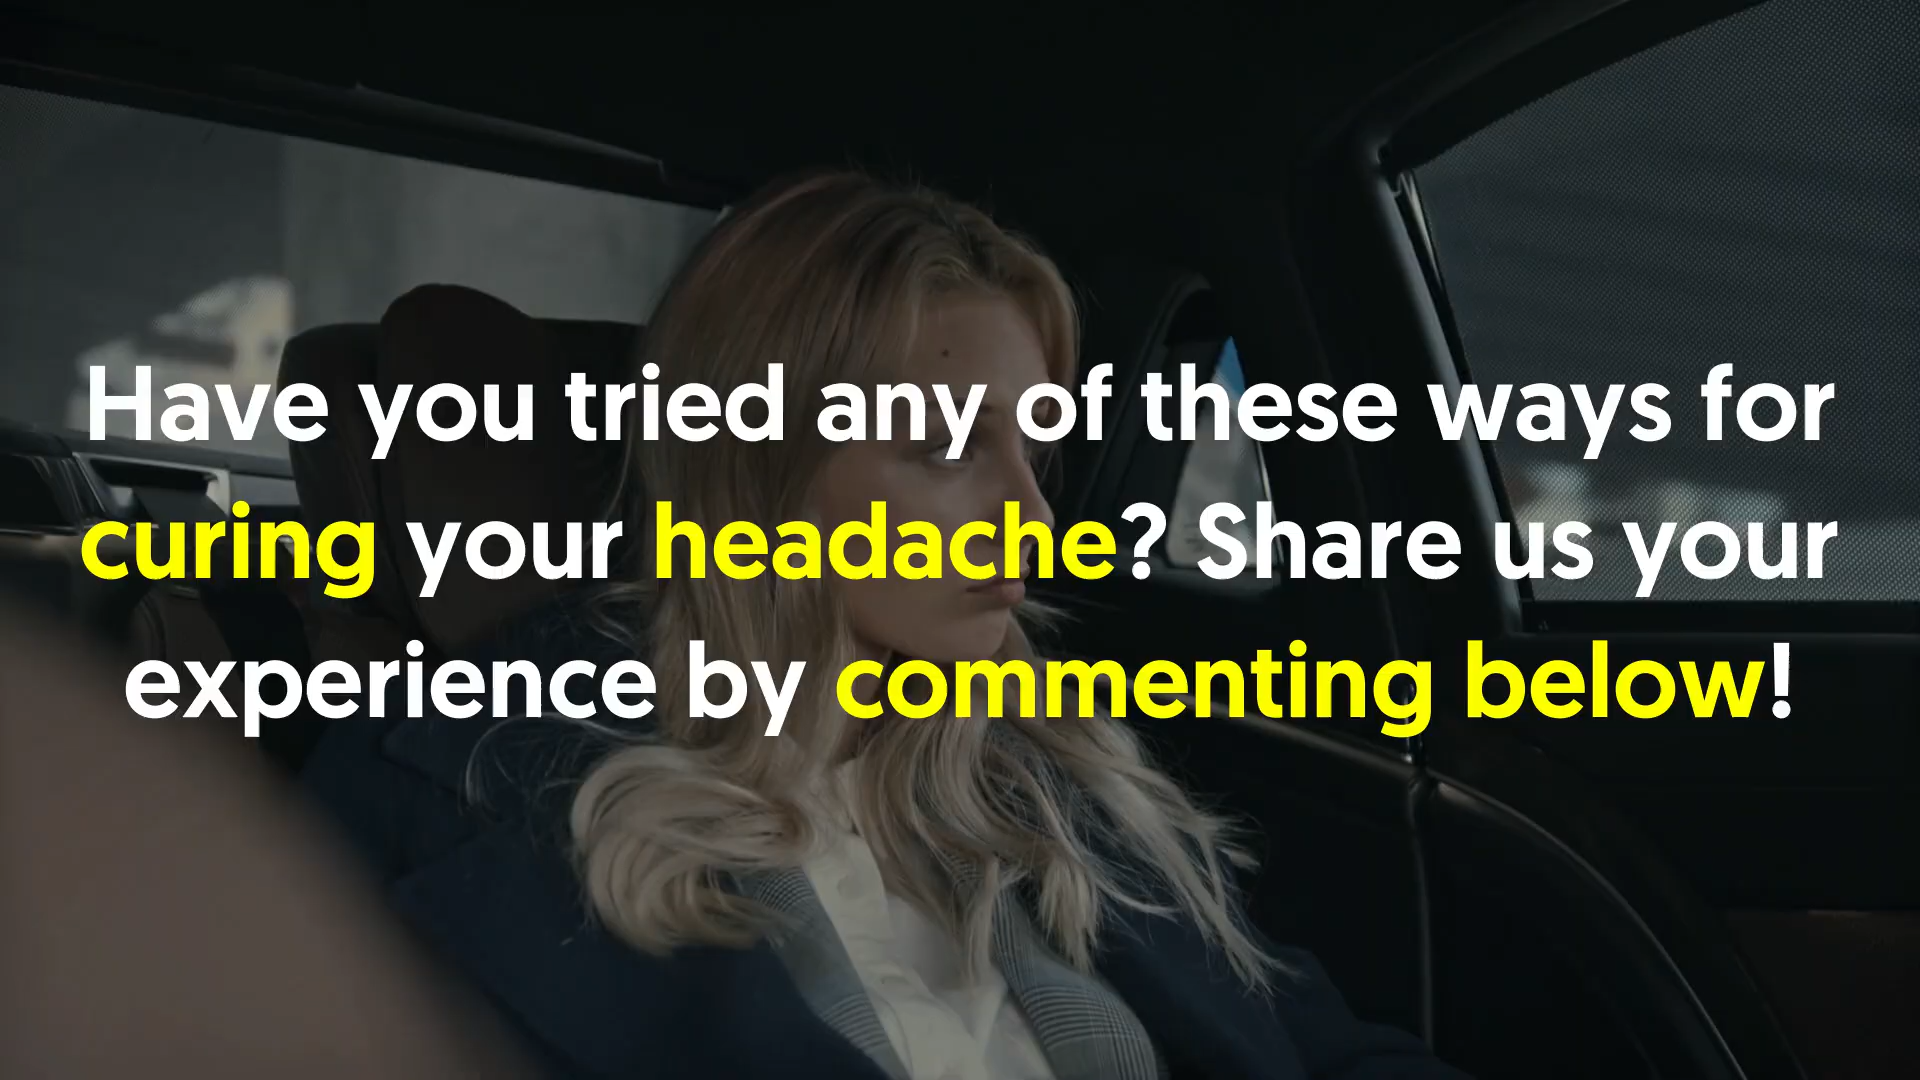 Have you tried any of these ways for
curing your headache? Share us your
experience by commenting below!